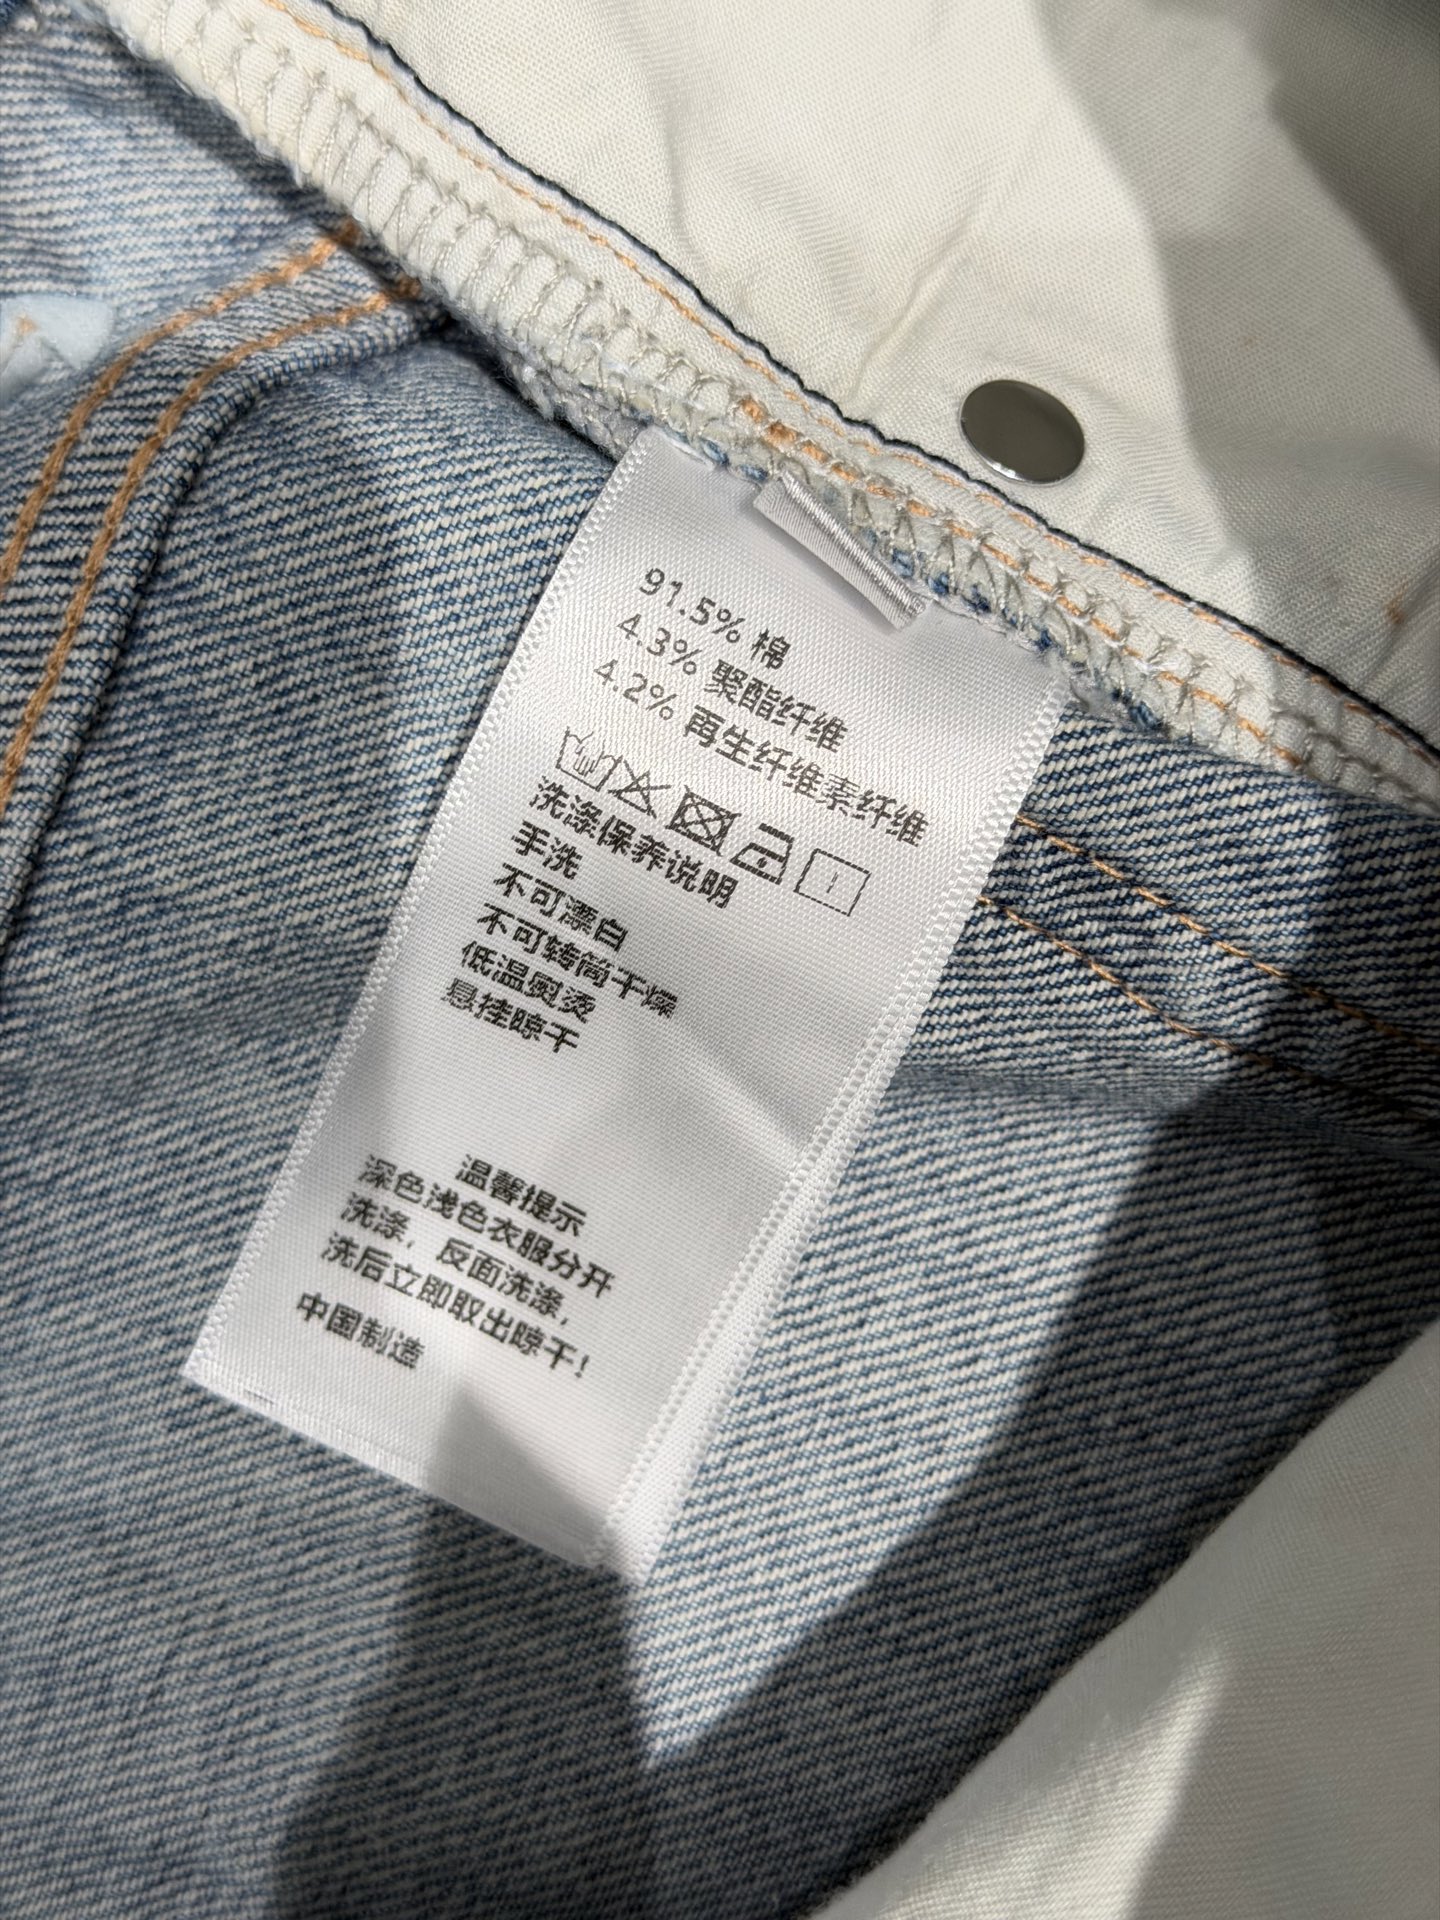 91.5% 棉
4.3% 聚酯纤维
4.2% 再生纤维素纤维
洗涤保养说明
手洗
不可漂白
不可转筒干燥
低温熨烫
悬挂晾干
温馨提示
深色浅色衣服分开
洗涤，反面洗涤，
洗后立即取出晾干！
中国制造